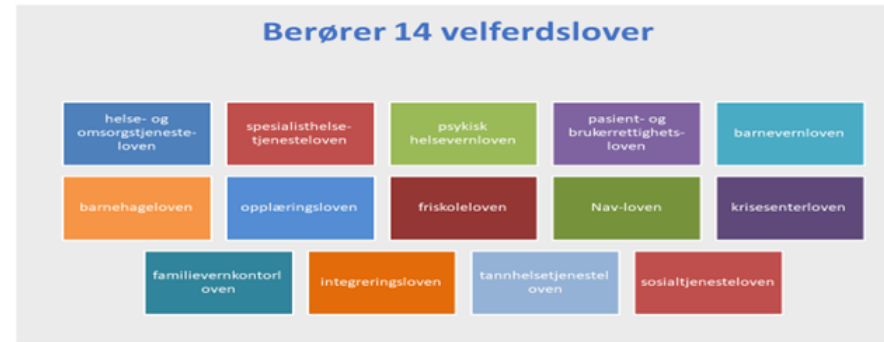 Berører 14 velferdslover
helse- og
omsorgstjeneste-
loven
spesialisthelse-
tjenesteloven
psykisk
helsevernloven
pasient- og
brukerrettighets-
loven
barnevernloven
barnehageloven
opplæringsloven
friskoleloven
Nav-loven
krisesenterloven
familievernkontorl
oven
integreringsloven
tannhelsetjenestel
oven
sosialtjenesteloven